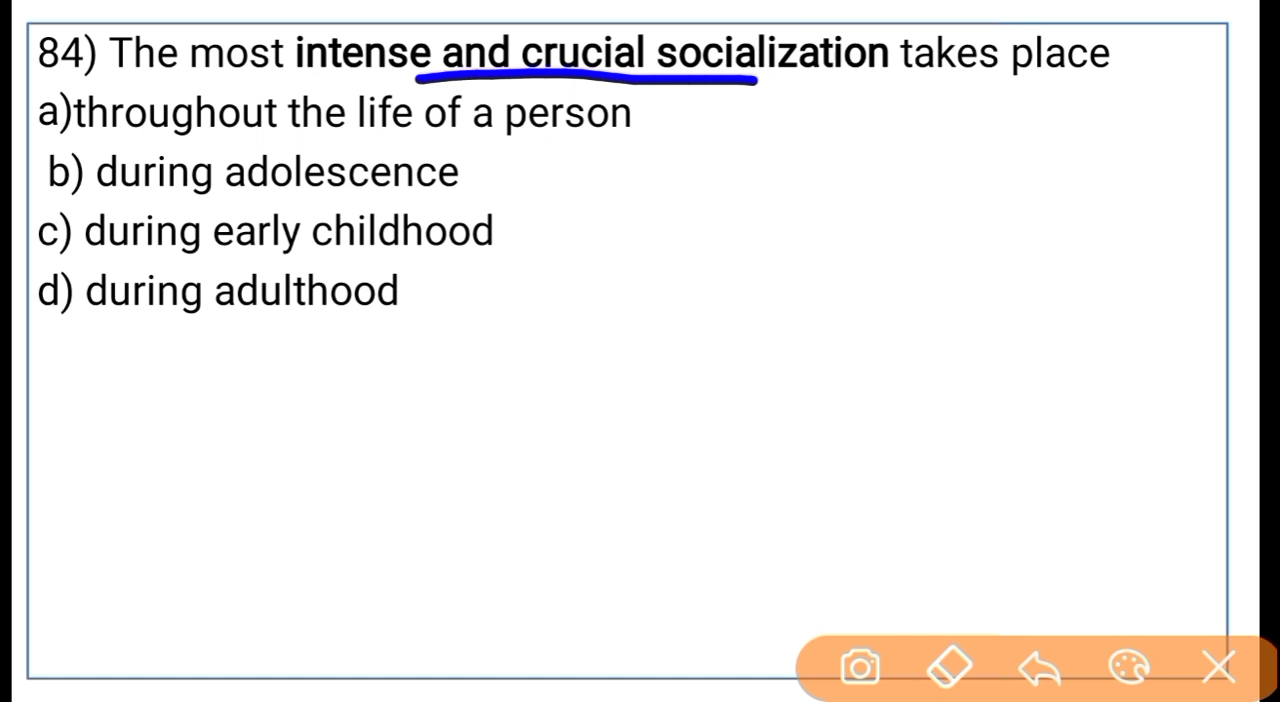 84) The most intense and crucial socialization takes place
a)throughout the life of a person
b) during adolescence
c) during early childhood
d) during adulthood